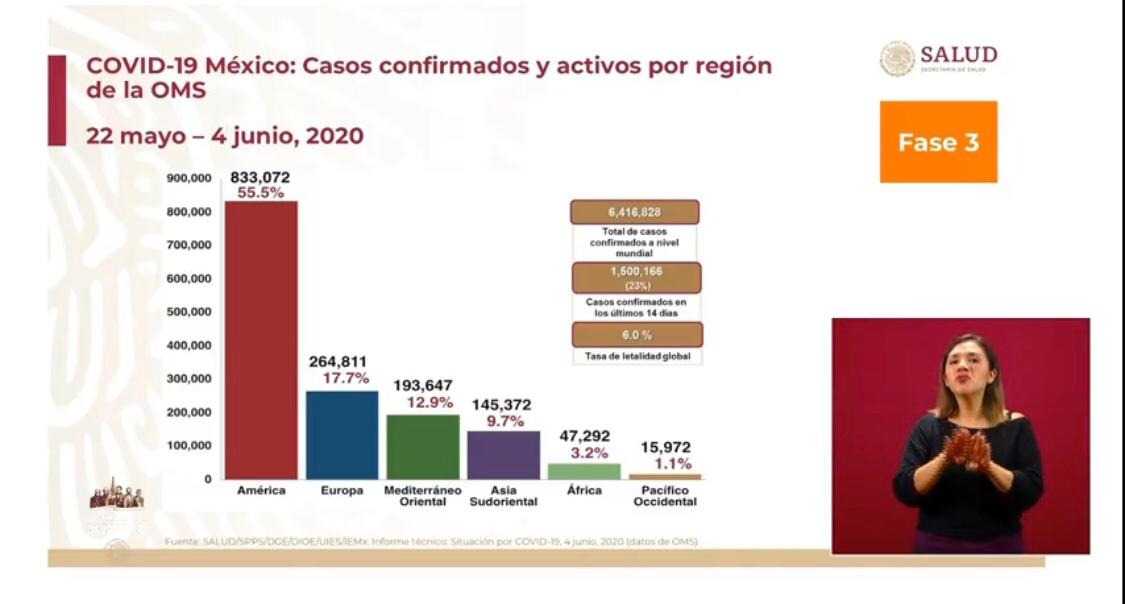 COVID-19 México: Casos confirmados y activos por región
de la OMS
22 mayo – 4 junio, 2020
SALUD
SECRETARÍA DE SALUD
Fase 3
900,000
800,000
700,000
600,000
500,000
400,000
300,000
200,000
100,000
0
833,072
55.5%
264,811
17.7%
193,647
12.9%
145,372
9.7%
47,292
3.2%
15,972
1.1%
América
Europa
Mediterráneo
Oriental
Asia
Sudoriental
África
Pacífico
Occidental
6,416,828
Total de casos
confirmados a nivel
mundial
1,500,166
(23%)
Casos confirmados en
los últimos 14 días
6.0 %
Tasa de letalidad global
Fuente: SALUD/SPPS/DGE/DIOE/UIES/IEMx: Informe técnico: Situación por COVID-19, 4 junio, 2020 (datos de OMS)